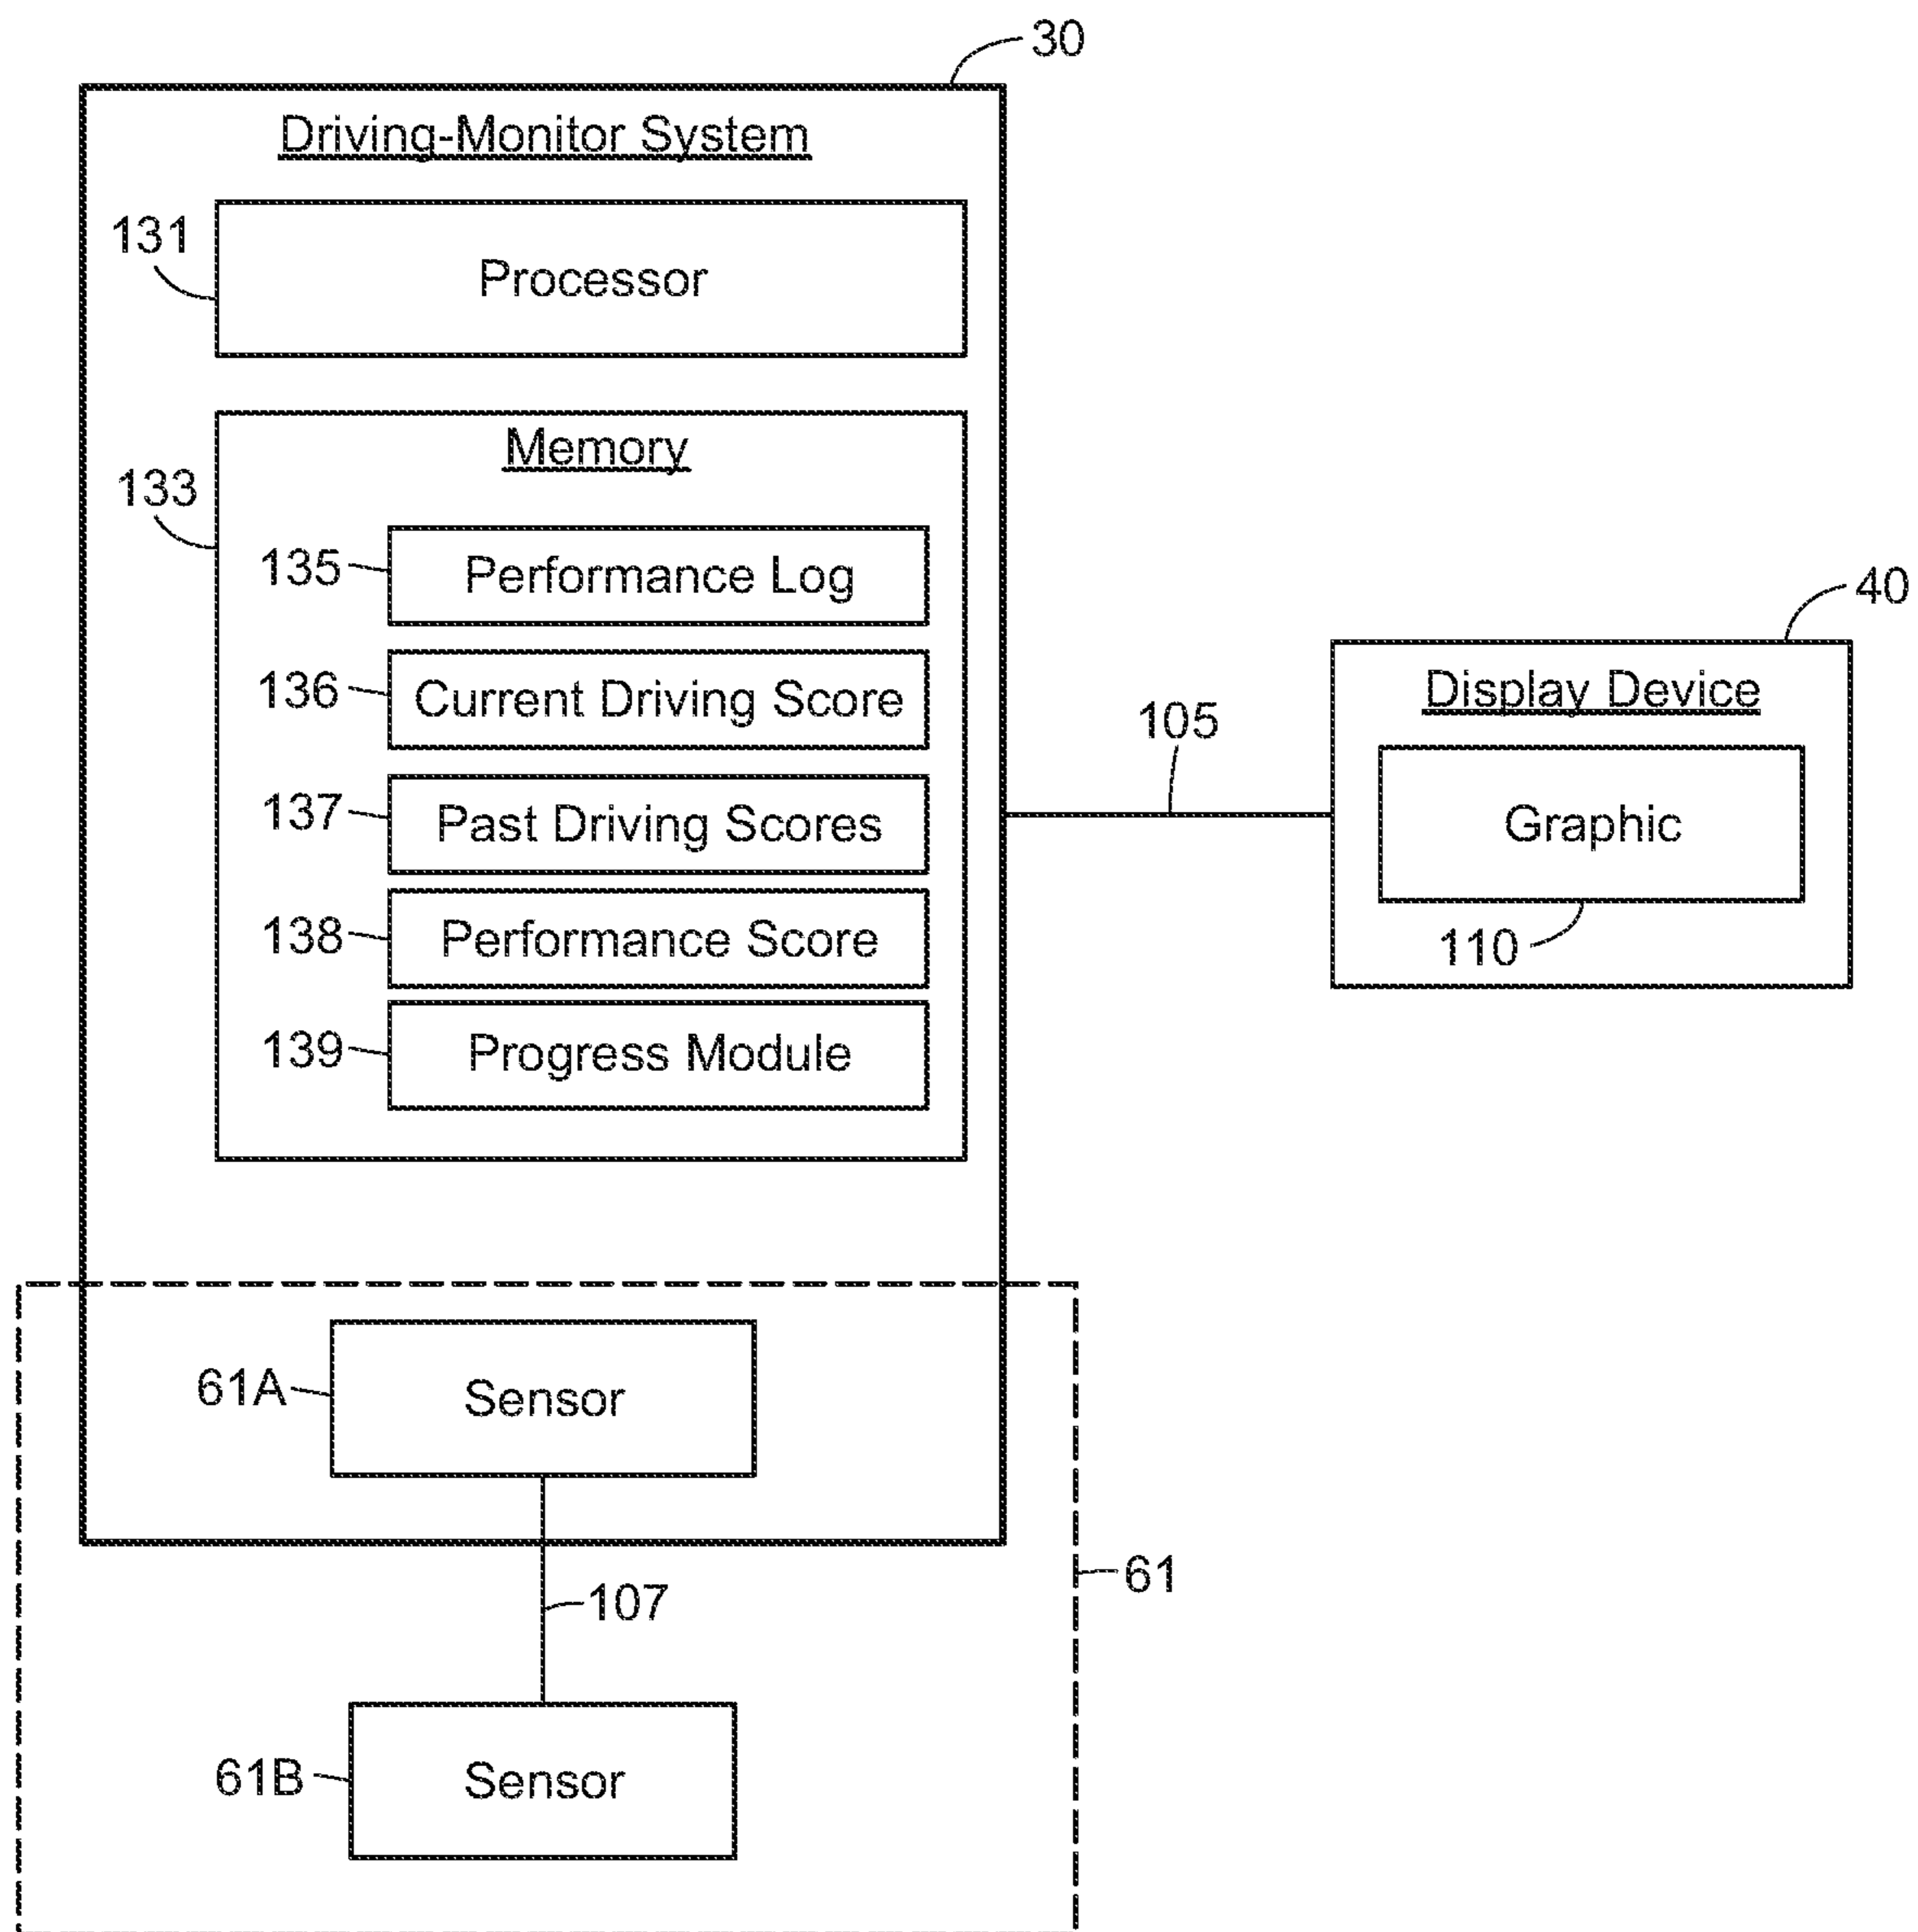 30
Driving-Monitor System
131
Processor
Memory
133
135
Performance Log
136
Current Driving Score
137
Past Driving Scores
138
Performance Score
139
Progress Module
105
40
Display Device
Graphic
110
61A
Sensor
61
107
61B
Sensor